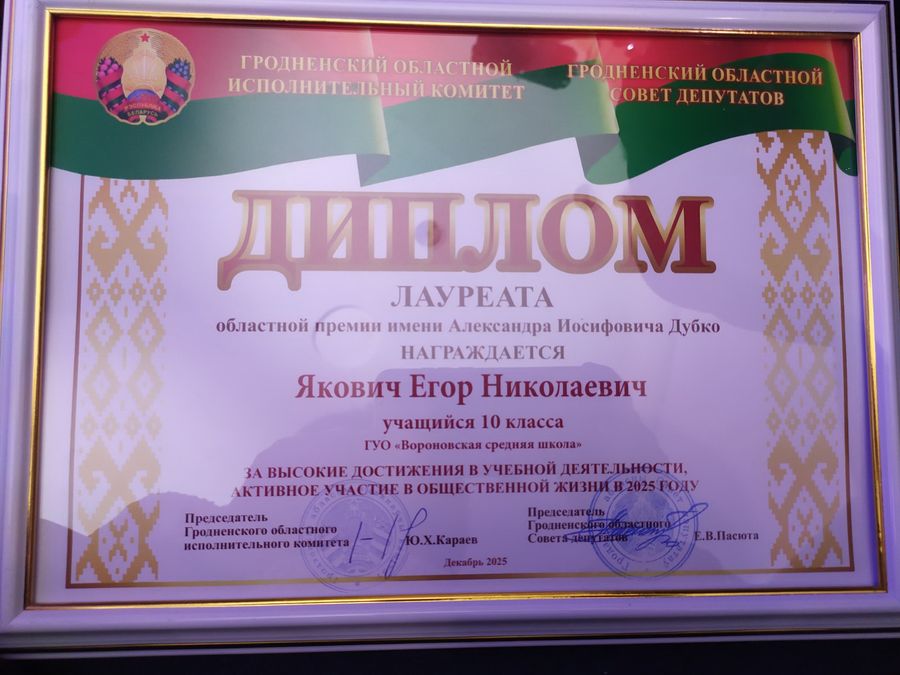 ГРОДНЕНСКИЙ ОБЛАСТНОЙ
ИСПОЛНИТЕЛЬНЫЙ КОМИТЕТ
ГРОДНЕНСКИЙ ОБЛАСТНОЙ
СОВЕТ ДЕПУТАТОВ
РЭСПУБЛІКА
БЕЛАРУСЬ
ДИПЛОМ
ЛАУРЕАТА
областной премии имени Александра Иосифовича Дубко
НАГРАЖДАЕТСЯ
Якович Егор Николаевич
учащийся 10 класса
ГУО «Вороновская средняя школа»
ЗА ВЫСОКИЕ ДОСТИЖЕНИЯ В УЧЕБНОЙ ДЕЯТЕЛЬНОСТИ,
АКТИВНОЕ УЧАСТИЕ В ОБЩЕСТВЕННОЙ ЖИЗНИ В 2025 ГОДУ
Председатель
Гродненского областного
исполнительного комитета
Ю.Х.Караев
Председатель
Гродненского областного
Совета депутатов
Е.В.Пасюта
Декабрь 2025